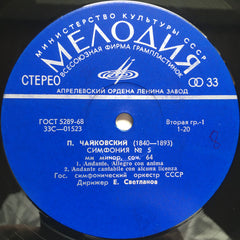 МИНИСТЕРСТВО КУЛЬТУРЫ СССР
МЕЛОДИЯ
ВСЕСОЮЗНАЯ ФИРМА ГРАМПЛАСТИНОК
СТЕРЕО
33
АПРЕЛЕВСКИЙ ОРДЕНА ЛЕНИНА ЗАВОД
ГОСТ 5289-68
Вторая гр.-1
33С—01523
1-20
П. ЧАЙКОВСКИЙ (1840—1893)
СИМФОНИЯ № 5
ми минор, соч. 64
1. Andante, Allegro con anima
2. Andante cantabile con alcuna licenza
Гос. симфонический оркестр СССР
Дирижер Е. Светланов